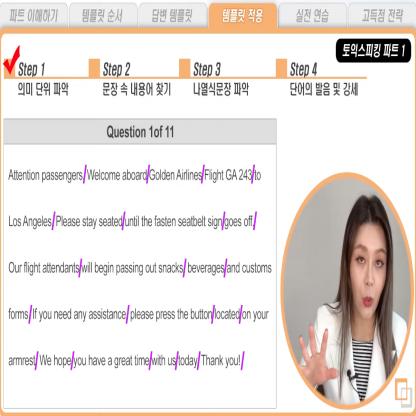 파트 이해하기 템플릿 순서 답변 템플릿 템플릿 적용 실전 연습 고득점 전략
토익스피킹 파트 1
Step 1 Step 2 Step 3 Step 4
의미 단위 파악 문장 속 내용어 찾기 나열식문장 파악 단어의 발음 및 강세
Question 1of 11
Attention passengers/Welcome aboard/Golden Airlines/Flight GA 243/to
Los Angeles/Please stay seated/until the fasten seatbelt sign/goes off/
Our flight attendants/will begin passing out snacks/beverages/and customs
forms/If you need any assistance/please press the button/located/on your
armrest/We hope/you have a great time/with us/today/Thank you!/